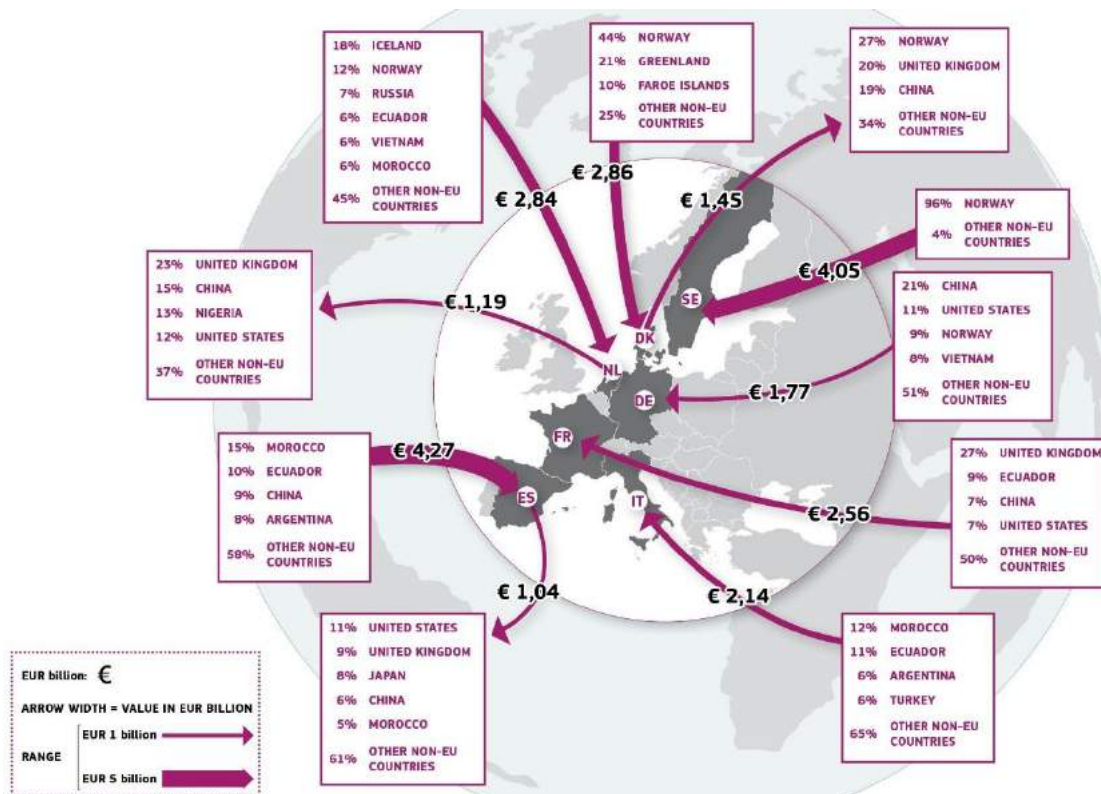 18% ICELAND
12% NORWAY
7% RUSSIA
6% ECUADOR
6% VIETNAM
6% MOROCCO
45% OTHER NON-EU
COUNTRIES
44% NORWAY
21% GREENLAND
10% FAROE ISLANDS
25% OTHER NON-EU
COUNTRIES
27% NORWAY
20% UNITED KINGDOM
19% CHINA
34% OTHER NON-EU
COUNTRIES
€ 2,84
€ 2,86
€ 1,45
96% NORWAY
4% OTHER NON-EU
COUNTRIES
€ 4,05
23% UNITED KINGDOM
15% CHINA
13% NIGERIA
12% UNITED STATES
37% OTHER NON-EU
COUNTRIES
€ 1,19
SE
DK
NL
DE
€ 1,77
21% CHINA
11% UNITED STATES
9% NORWAY
8% VIETNAM
51% OTHER NON-EU
COUNTRIES
15% MOROCCO
10% ECUADOR
9% CHINA
8% ARGENTINA
58% OTHER NON-EU
COUNTRIES
€ 4,27
FR
ES
IT
€ 2,56
27% UNITED KINGDOM
9% ECUADOR
7% CHINA
7% UNITED STATES
50% OTHER NON-EU
COUNTRIES
€ 1,04
€ 2,14
11% UNITED STATES
9% UNITED KINGDOM
8% JAPAN
6% CHINA
5% MOROCCO
61% OTHER NON-EU
COUNTRIES
12% MOROCCO
11% ECUADOR
6% ARGENTINA
6% TURKEY
65% OTHER NON-EU
COUNTRIES
EUR billion: €
ARROW WIDTH = VALUE IN EUR BILLION
RANGE
EUR 1 billion
EUR 5 billion